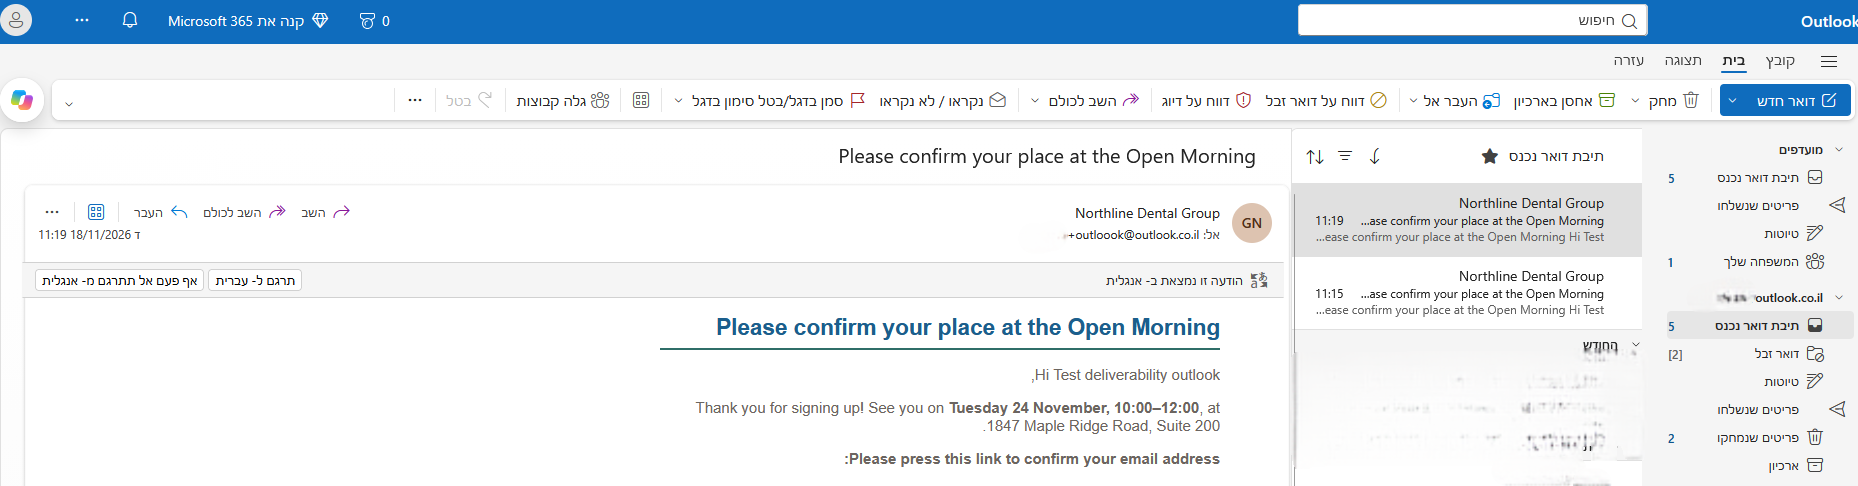 Outlook
חיפוש
0
קנה את Microsoft 365
קובץ
בית
תצוגה
עזרה
דואר חדש
מחק
אחסן בארכיון
העבר אל
דווח על דואר זבל
דווח על דיוג
השב לכולם
נקראו / לא נקראו
סמן בדגל/בטל סימון בדגל
גלה קבוצות
בטל
מועדפים
תיבת דואר נכנס 5
פריטים שנשלחו
טיוטות
המשפחה שלך 1
outlook.co.il
תיבת דואר נכנס 5
דואר זבל [2]
טיוטות
פריטים שנשלחו
פריטים שנמחקו 2
ארכיון
תיבת דואר נכנס
Northline Dental Group
...ase confirm your place at the Open Morning 11:19
...ease confirm your place at the Open Morning Hi Test
Northline Dental Group
...ase confirm your place at the Open Morning 11:15
...ease confirm your place at the Open Morning Hi Test
החודש
Please confirm your place at the Open Morning
GN
Northline Dental Group
אל: +outloook@outlook.co.il
השב
השב לכולם
העבר
ד 18/11/2026 11:19
הודעה זו נמצאת ב- אנגלית
תרגם ל- עברית
אף פעם אל תתרגם מ- אנגלית
Please confirm your place at the Open Morning
,Hi Test deliverability outlook
Thank you for signing up! See you on Tuesday 24 November, 10:00–12:00, at
.1847 Maple Ridge Road, Suite 200
:Please press this link to confirm your email address